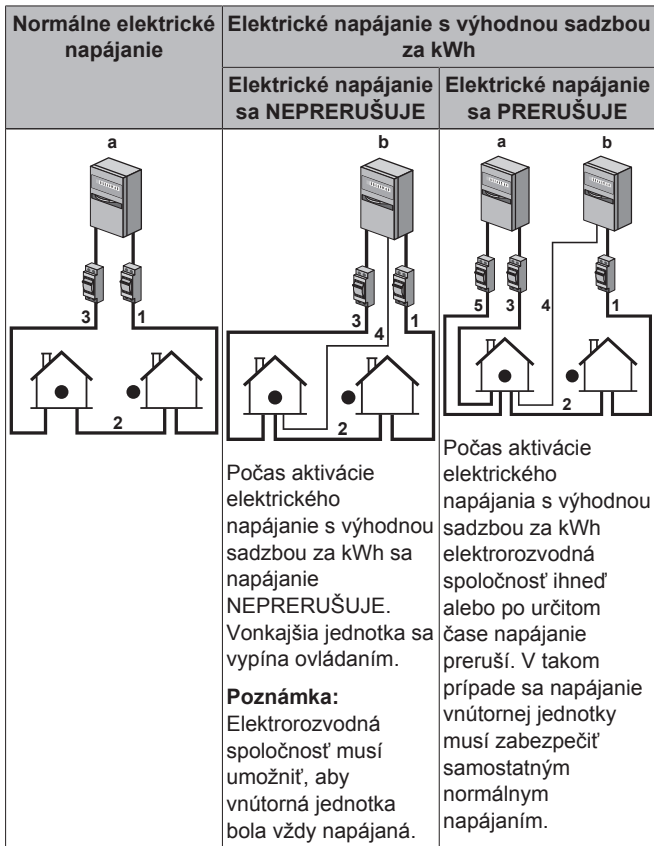 Normálne elektrické
napájanie
Elektrické napájanie s výhodnou sadzbou
za kWh
Elektrické napájanie
sa NEPRERUŠUJE
Elektrické napájanie
sa PRERUŠUJE
a
3
1
2
b
3
4
1
2
a
b
5
3
4
1
2
Počas aktivácie
elektrického
napájanie s výhodnou
sadzbou za kWh sa
napájanie
NEPRERUŠUJE.
Vonkajšia jednotka sa
vypína ovládaním.
Poznámka:
Elektrorozvodná
spoločnosť musí
umožniť, aby
vnútorná jednotka
bola vždy napájaná.
Počas aktivácie
elektrického
napájania s výhodnou
sadzbou za kWh
elektrorozvodná
spoločnosť ihneď
alebo po určitom
čase napájanie
preruší. V takom
prípade sa napájanie
vnútornej jednotky
musí zabezpečiť
samostatným
normálnym
napájaním.